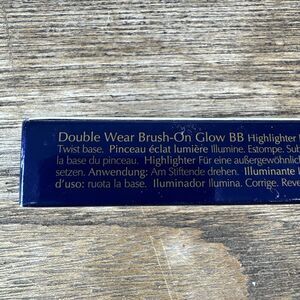 Double Wear Brush-On Glow BB Highlighter
Twist base. Pinceau éclat lumière Illumine. Estompe. Sub
la base du pinceau. Highlighter Für eine außergewöhnlich
setzen. Anwendung: Am Stiftende drehen. Illuminante
d'uso: ruota la base. Iluminador Ilumina. Corrige. Reve